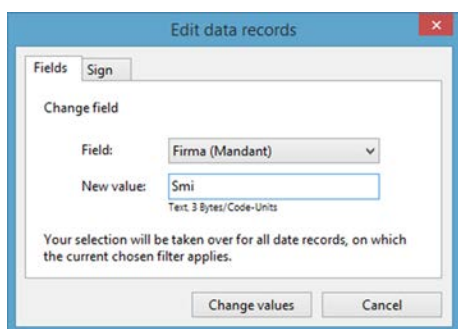 Edit data records
Fields Sign
Change field
Field: Firma (Mandant)
New value: Smi
Text, 3 Bytes/Code-Units
Your selection will be taken over for all date records, on which
the current chosen filter applies.
Change values Cancel